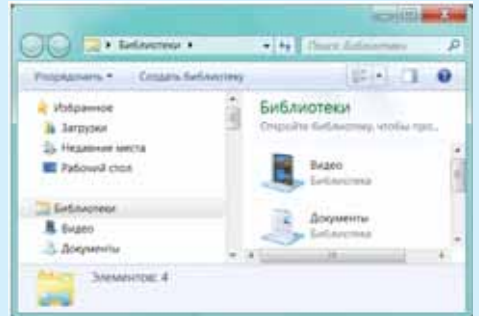 Библиотеки
Поиск: Библиотеки
Упорядочить
Создать библиотеку
Избранное
Загрузки
Недавние места
Рабочий стол
Библиотеки
Видео
Документы
Библиотеки
Откройте библиотеку, чтобы про...
Видео
Библиотека
Документы
Библиотека
Элементов: 4